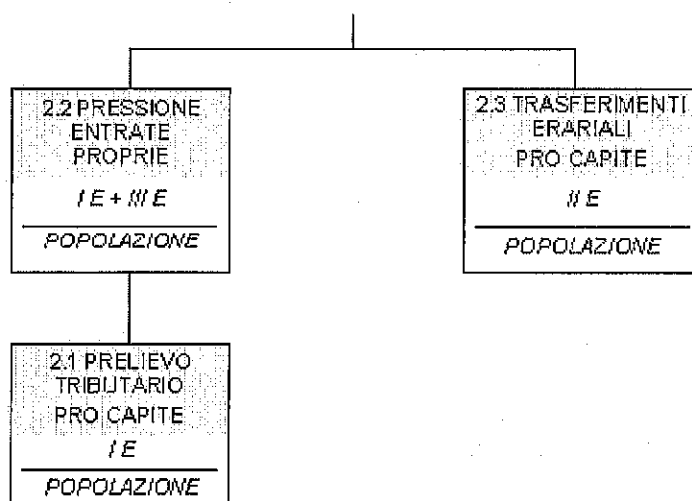 2.2 PRESSIONE
ENTRATE
PROPRIE
I E + III E
POPOLAZIONE
2.3 TRASFERIMENTI
ERARIALI
PRO CAPITE
II E
POPOLAZIONE
2.1 PRELIEVO
TRIBUTARIO
PRO CAPITE
I E
POPOLAZIONE